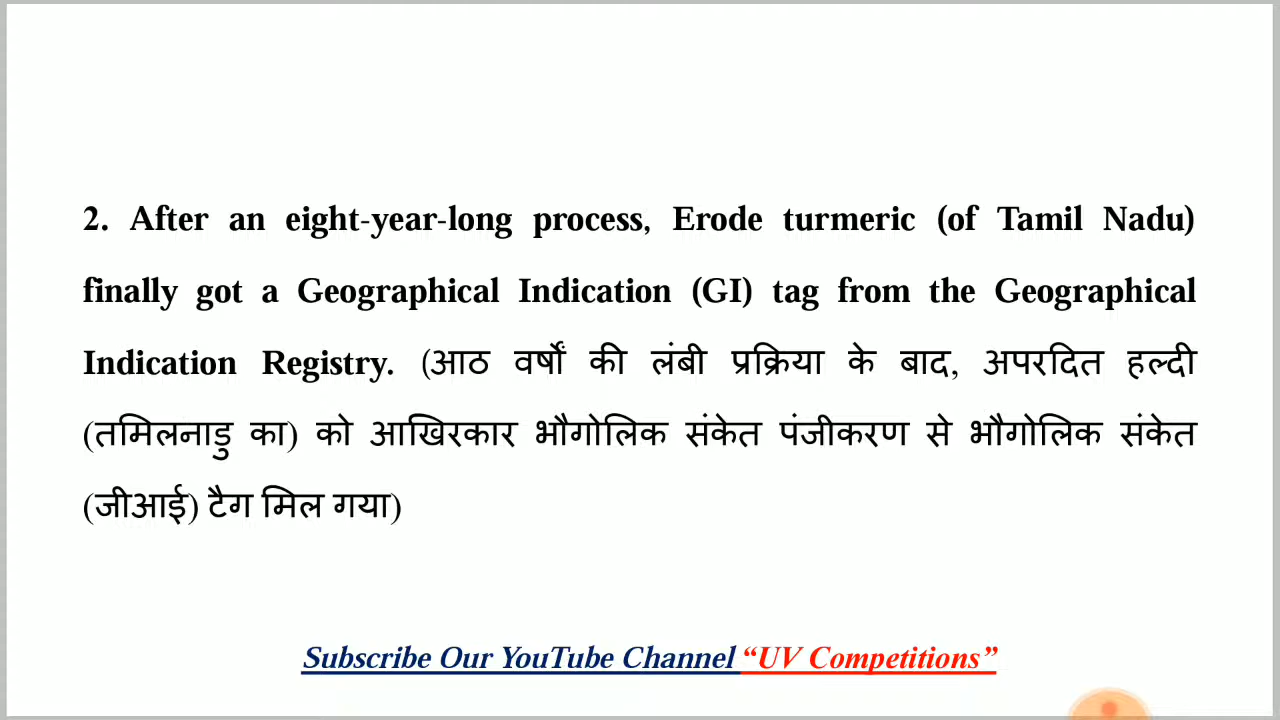 2. After an eight-year-long process, Erode turmeric (of Tamil Nadu)
finally got a Geographical Indication (GI) tag from the Geographical
Indication Registry. (आठ वर्षों की लंबी प्रक्रिया के बाद, अपरदित हल्दी
(तमिलनाडु का) को आखिरकार भौगोलिक संकेत पंजीकरण से भौगोलिक संकेत
(जीआई) टैग मिल गया)
Subscribe Our YouTube Channel “UV Competitions”